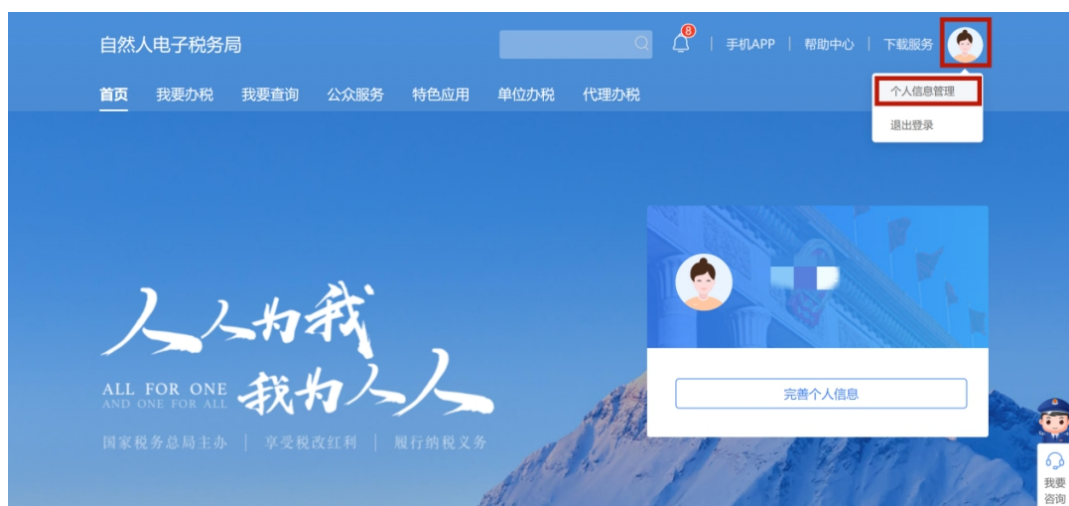 自然人电子税务局
8
手机APP | 帮助中心 | 下载服务
首页 我要办税 我要查询 公众服务 特色应用 单位办税 代理办税
个人信息管理
退出登录
人人为我
ALL FOR ONE
AND ONE FOR ALL
我为人人
国家税务总局主办 | 享受税改红利 | 履行纳税义务
完善个人信息
我要
咨询